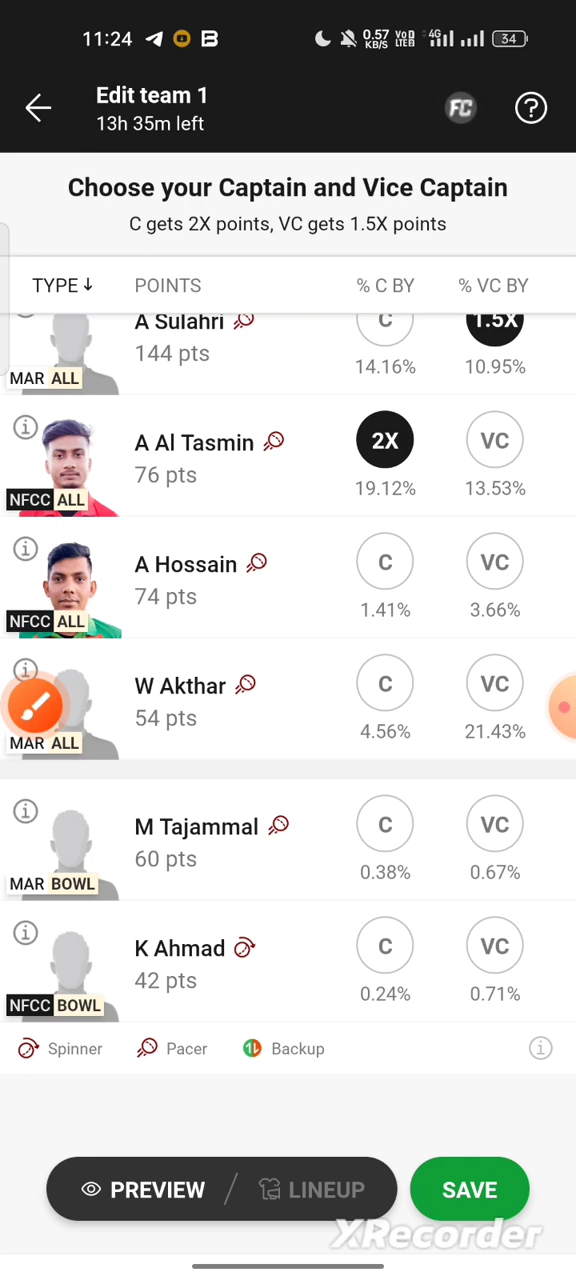 11:24
0.57 KB/S
VoD LTEB
4G
34
Edit team 1
13h 35m left
FC
?
Choose your Captain and Vice Captain
C gets 2X points, VC gets 1.5X points
TYPE↓ POINTS % C BY % VC BY
A Sulahri C 1.5X
144 pts 14.16% 10.95%
MAR ALL
A Al Tasmin 2X VC
76 pts 19.12% 13.53%
NFCC ALL
A Hossain C VC
74 pts 1.41% 3.66%
NFCC ALL
W Akthar C VC
54 pts 4.56% 21.43%
MAR ALL
M Tajammal C VC
60 pts 0.38% 0.67%
MAR BOWL
K Ahmad C VC
42 pts 0.24% 0.71%
NFCC BOWL
Spinner Pacer Backup
PREVIEW / LINEUP SAVE
XRecorder